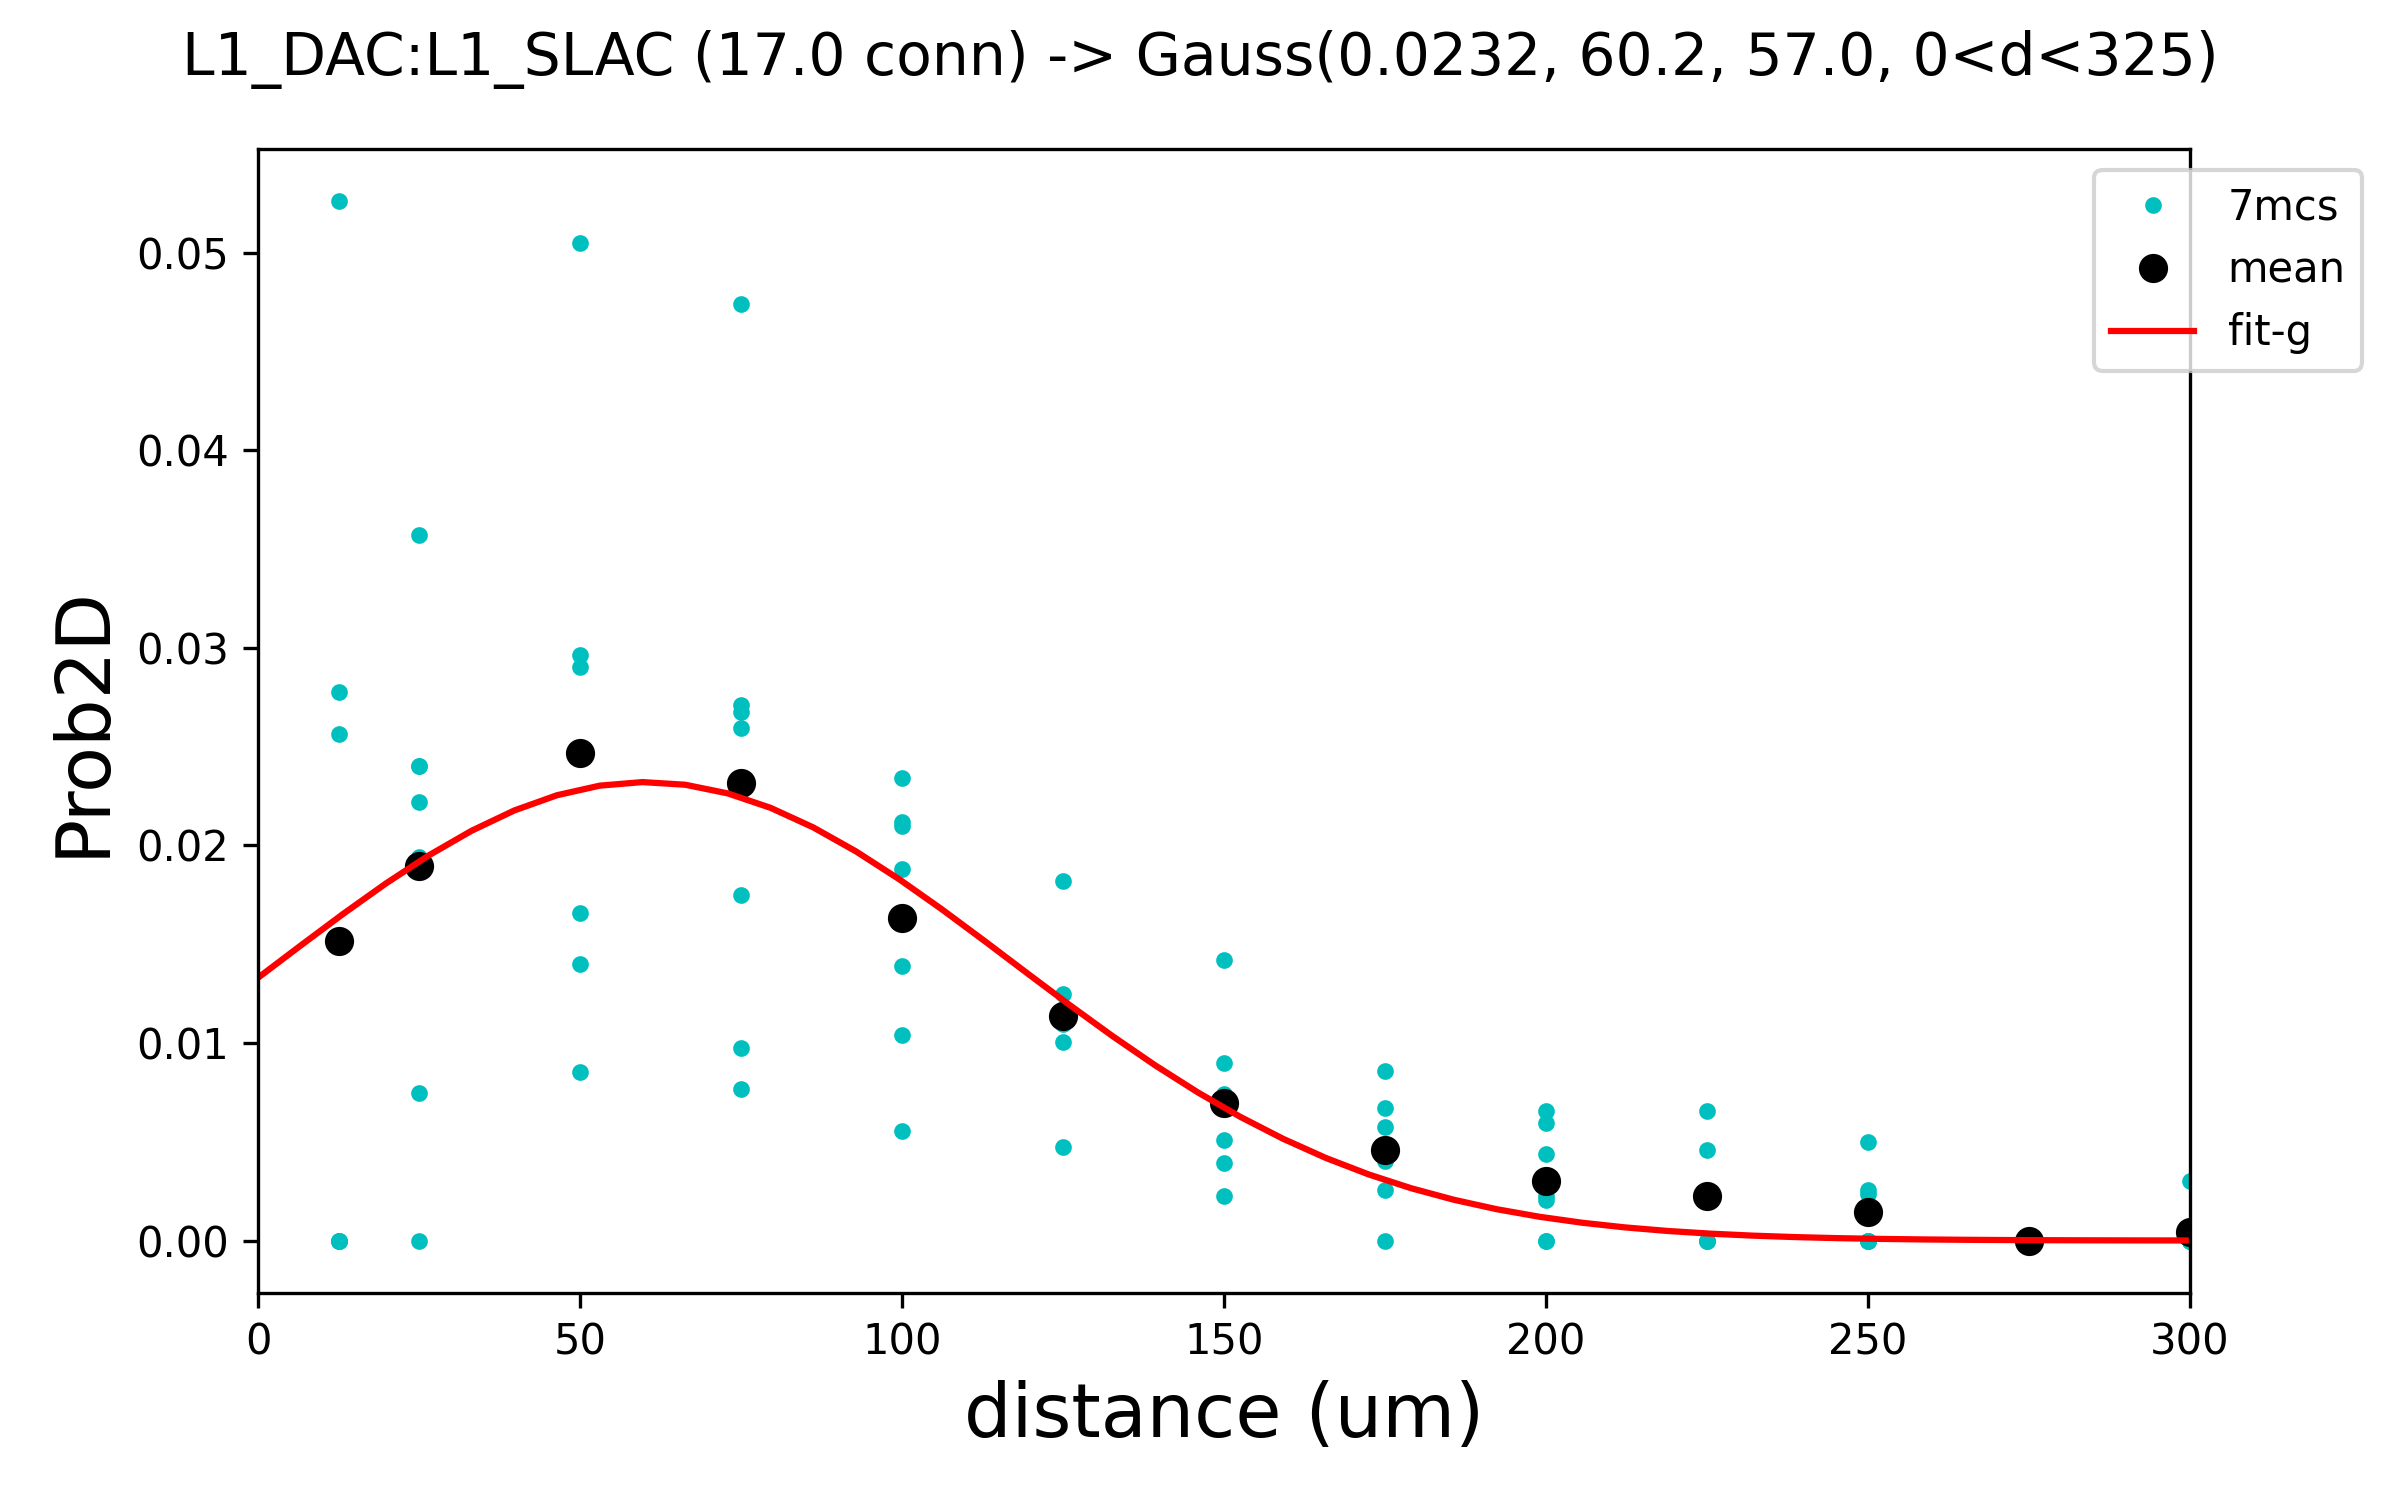 L1_DAC:L1_SLAC (17.0 conn) -> Gauss(0.0232, 60.2, 57.0, 0<d<325)
7mcs
mean
fit-g
0.05
0.04
0.03
0.02
0.01
0.00
Prob2D
0 50 100 150 200 250 300
distance (um)